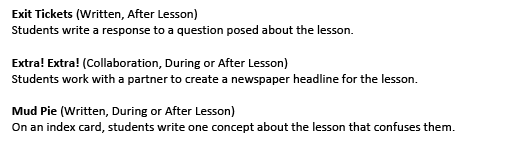 Exit Tickets (Written, After Lesson)
Students write a response to a question posed about the lesson.
Extra! Extra! (Collaboration, During or After Lesson)
Students work with a partner to create a newspaper headline for the lesson.
Mud Pie (Written, During or After Lesson)
On an index card, students write one concept about the lesson that confuses them.